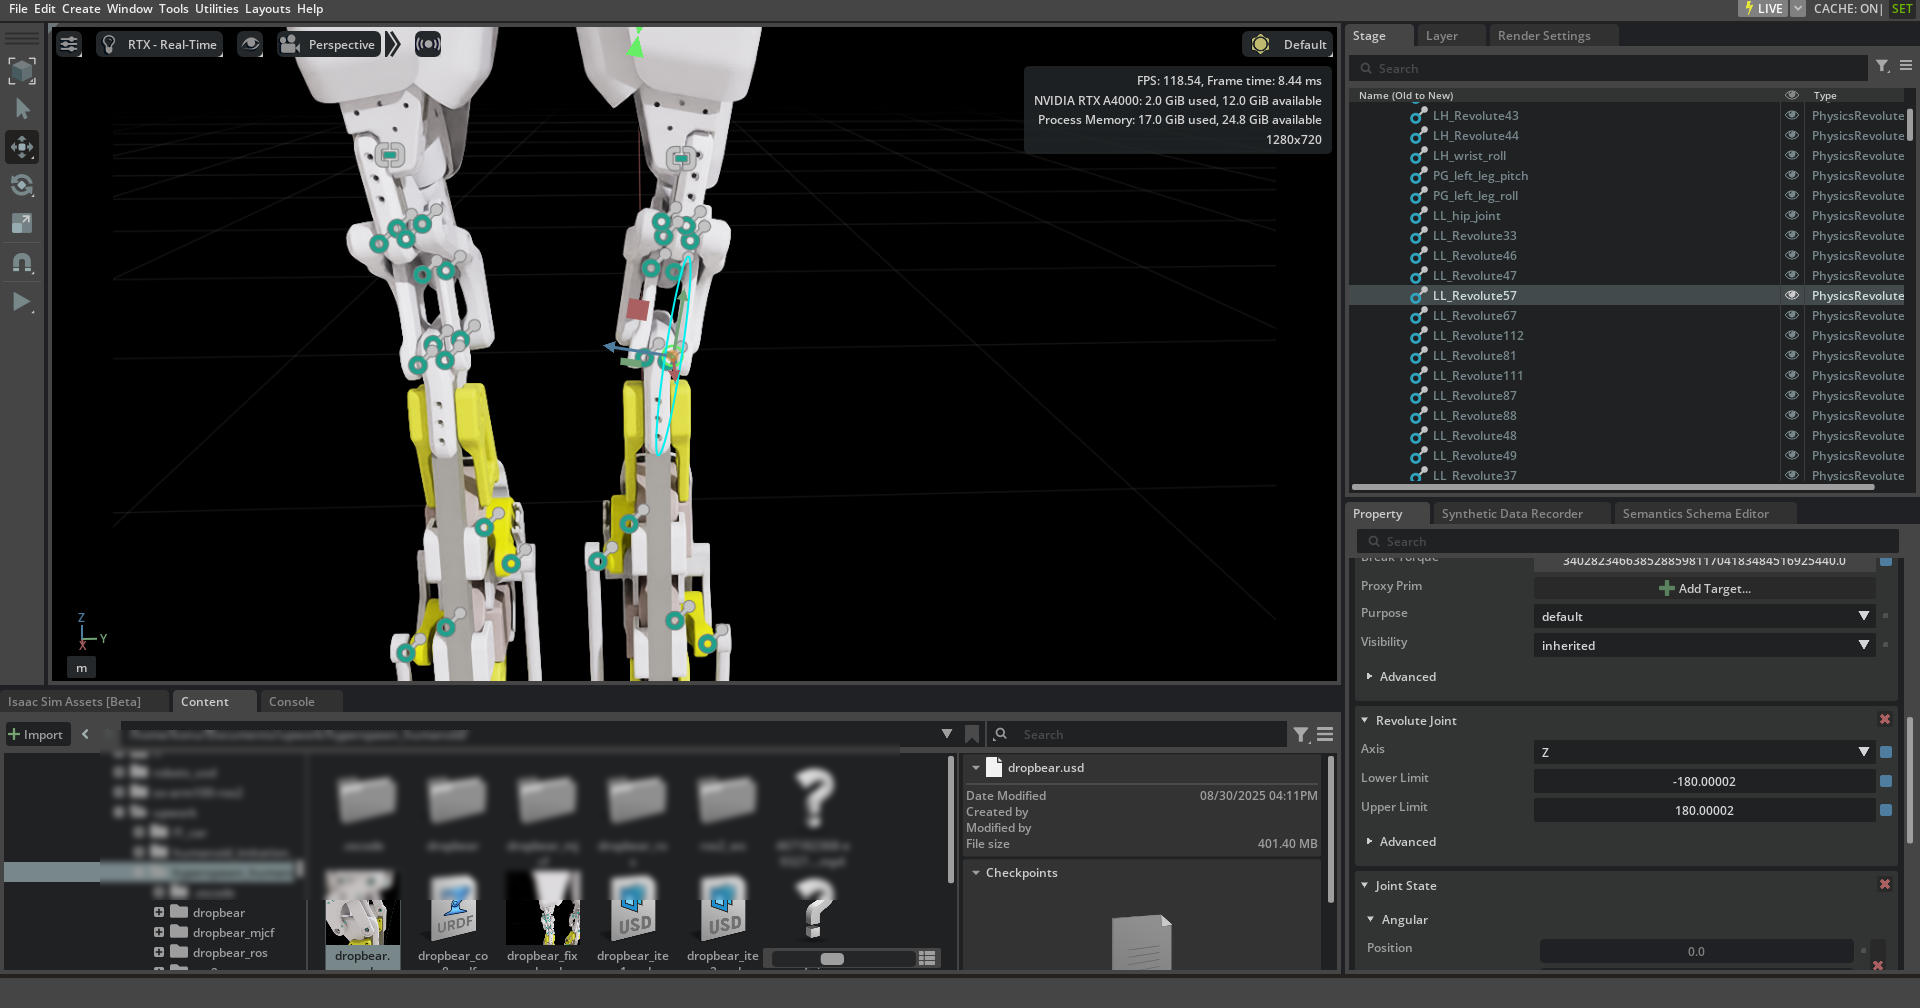 File Edit Create Window Tools Utilities Layouts Help
LIVE
CACHE: ON|
SET
RTX - Real-Time
Perspective
Default
FPS: 118.54, Frame time: 8.44 ms
NVIDIA RTX A4000: 2.0 GiB used, 12.0 GiB available
Process Memory: 17.0 GiB used, 24.8 GiB available
1280x720
Z
Y
X
m
Stage
Layer
Render Settings
Search
Name (Old to New)
Type
LH_Revolute43
PhysicsRevolute
LH_Revolute44
PhysicsRevolute
LH_wrist_roll
PhysicsRevolute
PG_left_leg_pitch
PhysicsRevolute
PG_left_leg_roll
PhysicsRevolute
LL_hip_joint
PhysicsRevolute
LL_Revolute33
PhysicsRevolute
LL_Revolute46
PhysicsRevolute
LL_Revolute47
PhysicsRevolute
LL_Revolute57
PhysicsRevolute
LL_Revolute67
PhysicsRevolute
LL_Revolute112
PhysicsRevolute
LL_Revolute81
PhysicsRevolute
LL_Revolute111
PhysicsRevolute
LL_Revolute87
PhysicsRevolute
LL_Revolute88
PhysicsRevolute
LL_Revolute48
PhysicsRevolute
LL_Revolute49
PhysicsRevolute
LL_Revolute37
PhysicsRevolute
Property
Synthetic Data Recorder
Semantics Schema Editor
Search
Break Torque
340282346638528859811704183484516925440.0
Proxy Prim
Add Target...
Purpose
default
Visibility
inherited
Advanced
Revolute Joint
Axis
Z
Lower Limit
-180.00002
Upper Limit
180.00002
Advanced
Joint State
Angular
Position
0.0
Isaac Sim Assets [Beta]
Content
Console
Import
Search
dropbear
dropbear_mjcf
dropbear_ros
URDF
USD
USD
dropbear.
dropbear_co
dropbear_fix
dropbear_ite
dropbear_ite
dropbear.usd
Date Modified
08/30/2025 04:11PM
Created by
Modified by
File size
401.40 MB
Checkpoints